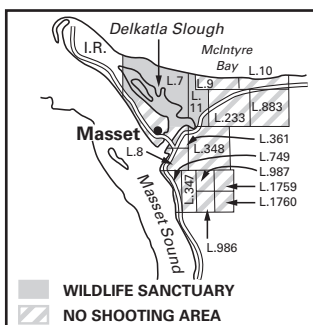 Delkatla Slough
McIntyre
Bay
I.R.
L.7
L.9
L.10
L.
11
L.883
L.233
Masset
L.361
L.348
L.749
L.8
L.987
L.347
L.1759
L.1760
Masset Sound
L.986
WILDLIFE SANCTUARY
NO SHOOTING AREA